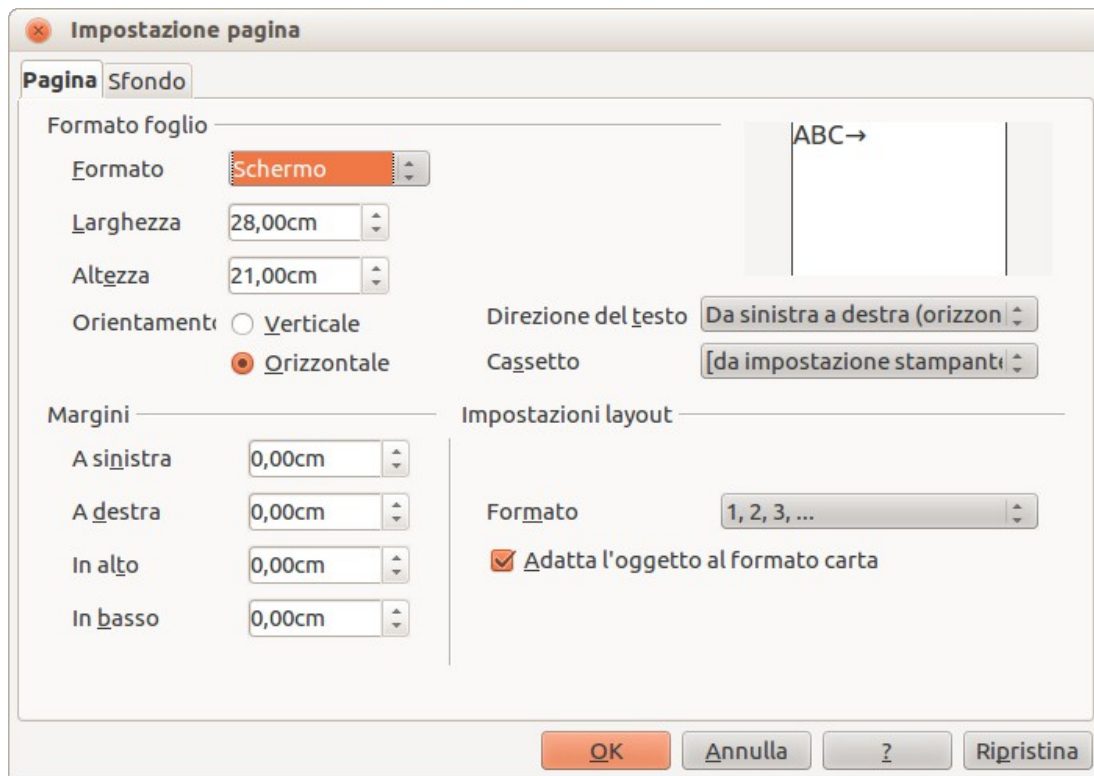 Impostazione pagina
Pagina Sfondo
Formato foglio
ABC→
Formato Schermo
Larghezza 28,00cm
Altezza 21,00cm
Orientamento Verticale
Orizzontale
Direzione del testo Da sinistra a destra (orizzon
Cassetto [da impostazione stampante
Margini
A sinistra 0,00cm
A destra 0,00cm
In alto 0,00cm
In basso 0,00cm
Impostazioni layout
Formato 1, 2, 3, ...
Adatta l'oggetto al formato carta
OK Annulla ? Ripristina